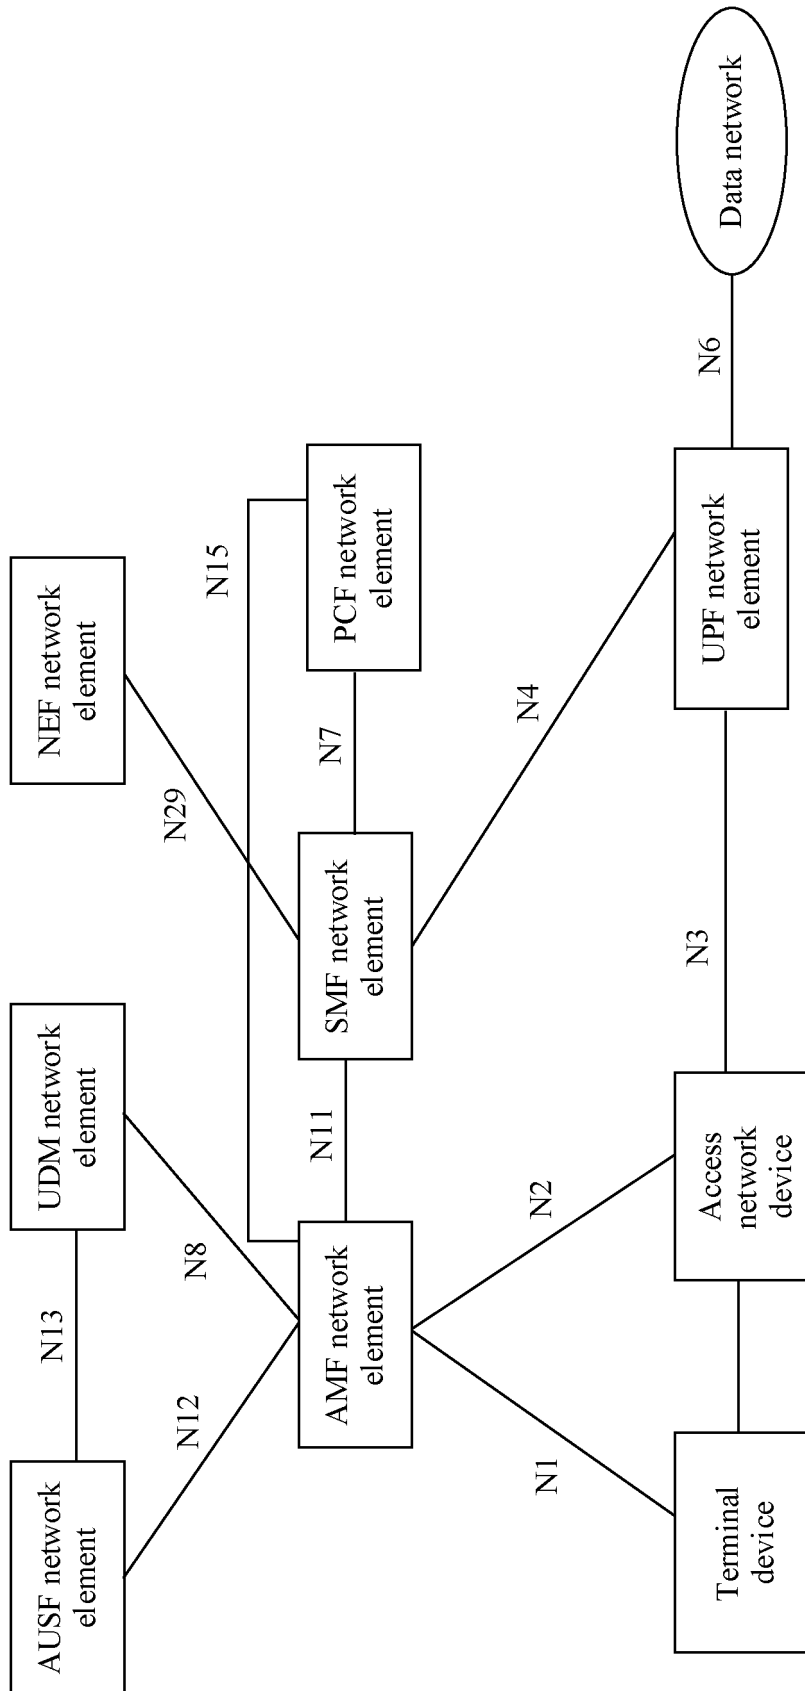 AUSF network
element
N13
UDM network
element
NEF network
element
N12
N8
N29
N15
AMF network
element
N11
SMF network
element
N7
PCF network
element
N1
N2
N4
Terminal
device
Access
network
device
N3
UPF network
element
N6
Data network